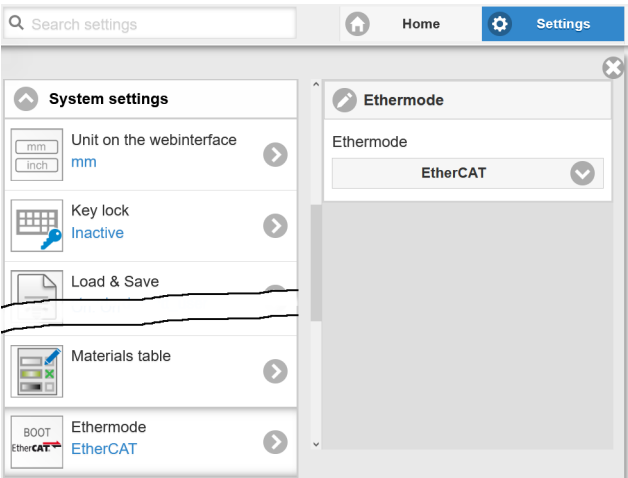 Search settings
Home
Settings
System settings
mm
inch
Unit on the webinterface
mm
Key lock
Inactive
Load & Save
Materials table
BOOT
EtherCAT
Ethermode
EtherCAT
Ethermode
Ethermode
EtherCAT